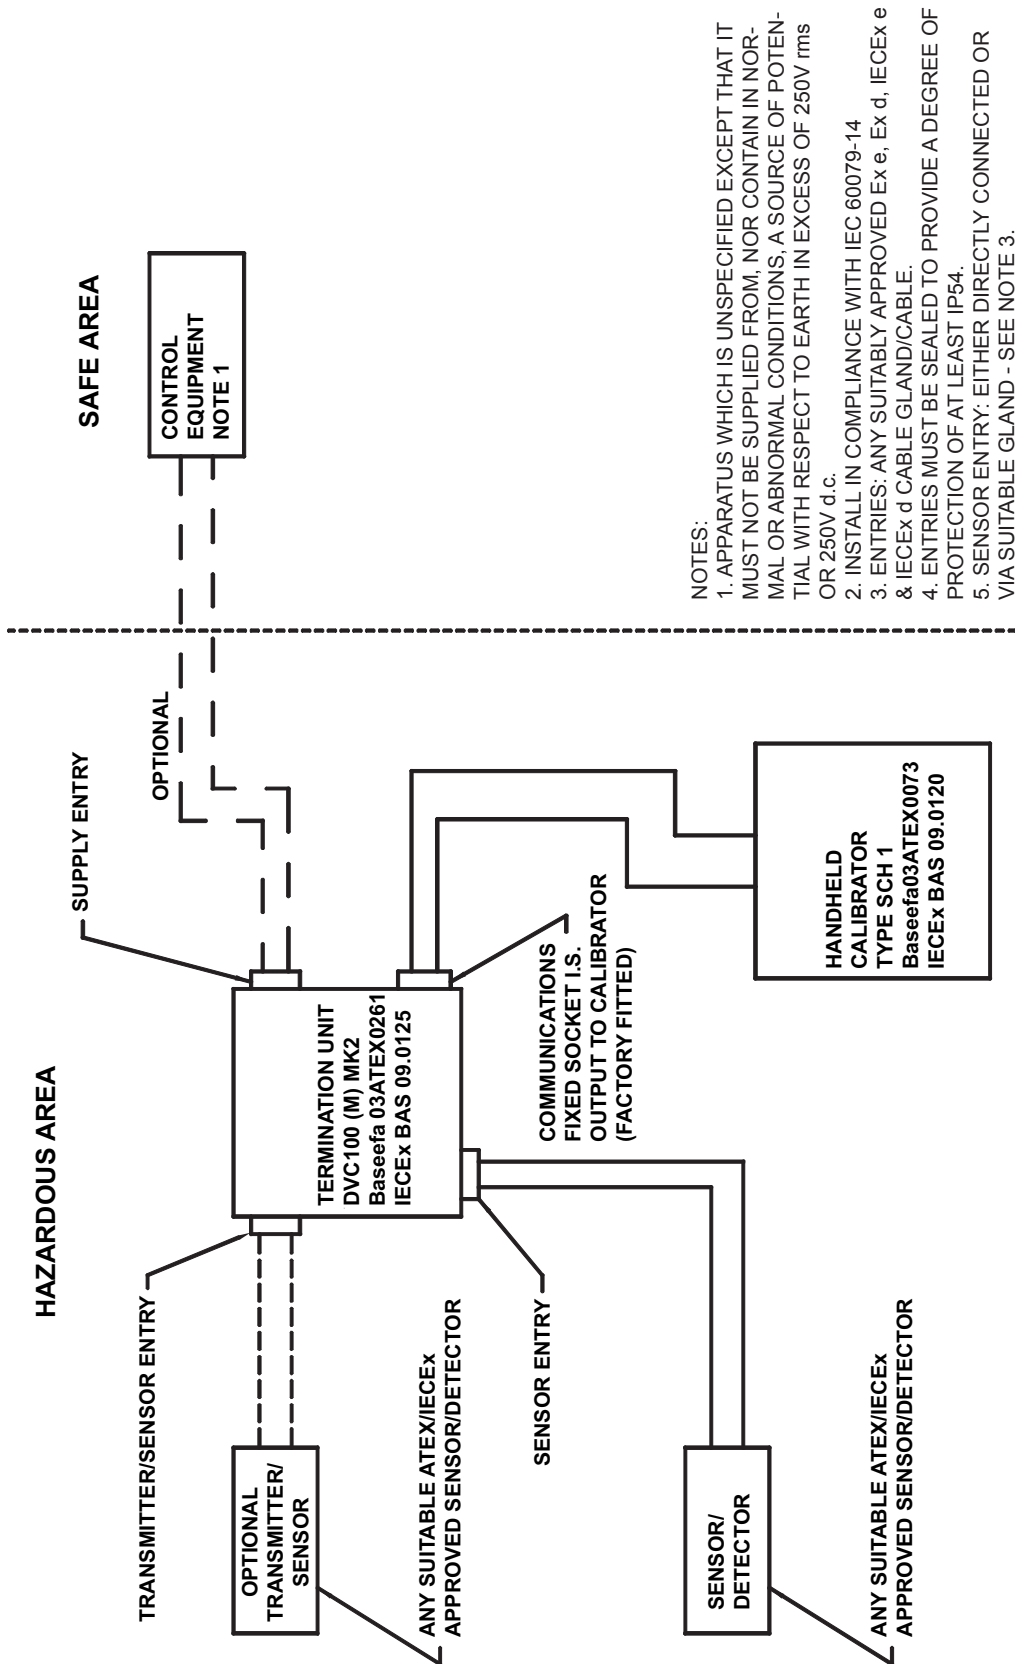 HAZARDOUS AREA
SAFE AREA
TRANSMITTER/SENSOR ENTRY
SUPPLY ENTRY
OPTIONAL
CONTROL
EQUIPMENT
NOTE 1
OPTIONAL
TRANSMITTER/
SENSOR
TERMINATION UNIT
DVC100 (M) MK2
Baseefa 03ATEX0261
IECEx BAS 09.0125
ANY SUITABLE ATEX/IECEx
APPROVED SENSOR/DETECTOR
SENSOR ENTRY
COMMUNICATIONS
FIXED SOCKET I.S.
OUTPUT TO CALIBRATOR
(FACTORY FITTED)
SENSOR/
DETECTOR
ANY SUITABLE ATEX/IECEx
APPROVED SENSOR/DETECTOR
HANDHELD
CALIBRATOR
TYPE SCH 1
Baseefa03ATEX0073
IECEx BAS 09.0120
NOTES:
1. APPARATUS WHICH IS UNSPECIFIED EXCEPT THAT IT
MUST NOT BE SUPPLIED FROM, NOR CONTAIN IN NOR-
MAL OR ABNORMAL CONDITIONS, A SOURCE OF POTEN-
TIAL WITH RESPECT TO EARTH IN EXCESS OF 250V rms
OR 250V d.c.
2. INSTALL IN COMPLIANCE WITH IEC 60079-14
3. ENTRIES: ANY SUITABLY APPROVED Ex e, Ex d, IECEx e
& IECEx d CABLE GLAND/CABLE.
4. ENTRIES MUST BE SEALED TO PROVIDE A DEGREE OF
PROTECTION OF AT LEAST IP54.
5. SENSOR ENTRY: EITHER DIRECTLY CONNECTED OR
VIA SUITABLE GLAND - SEE NOTE 3.